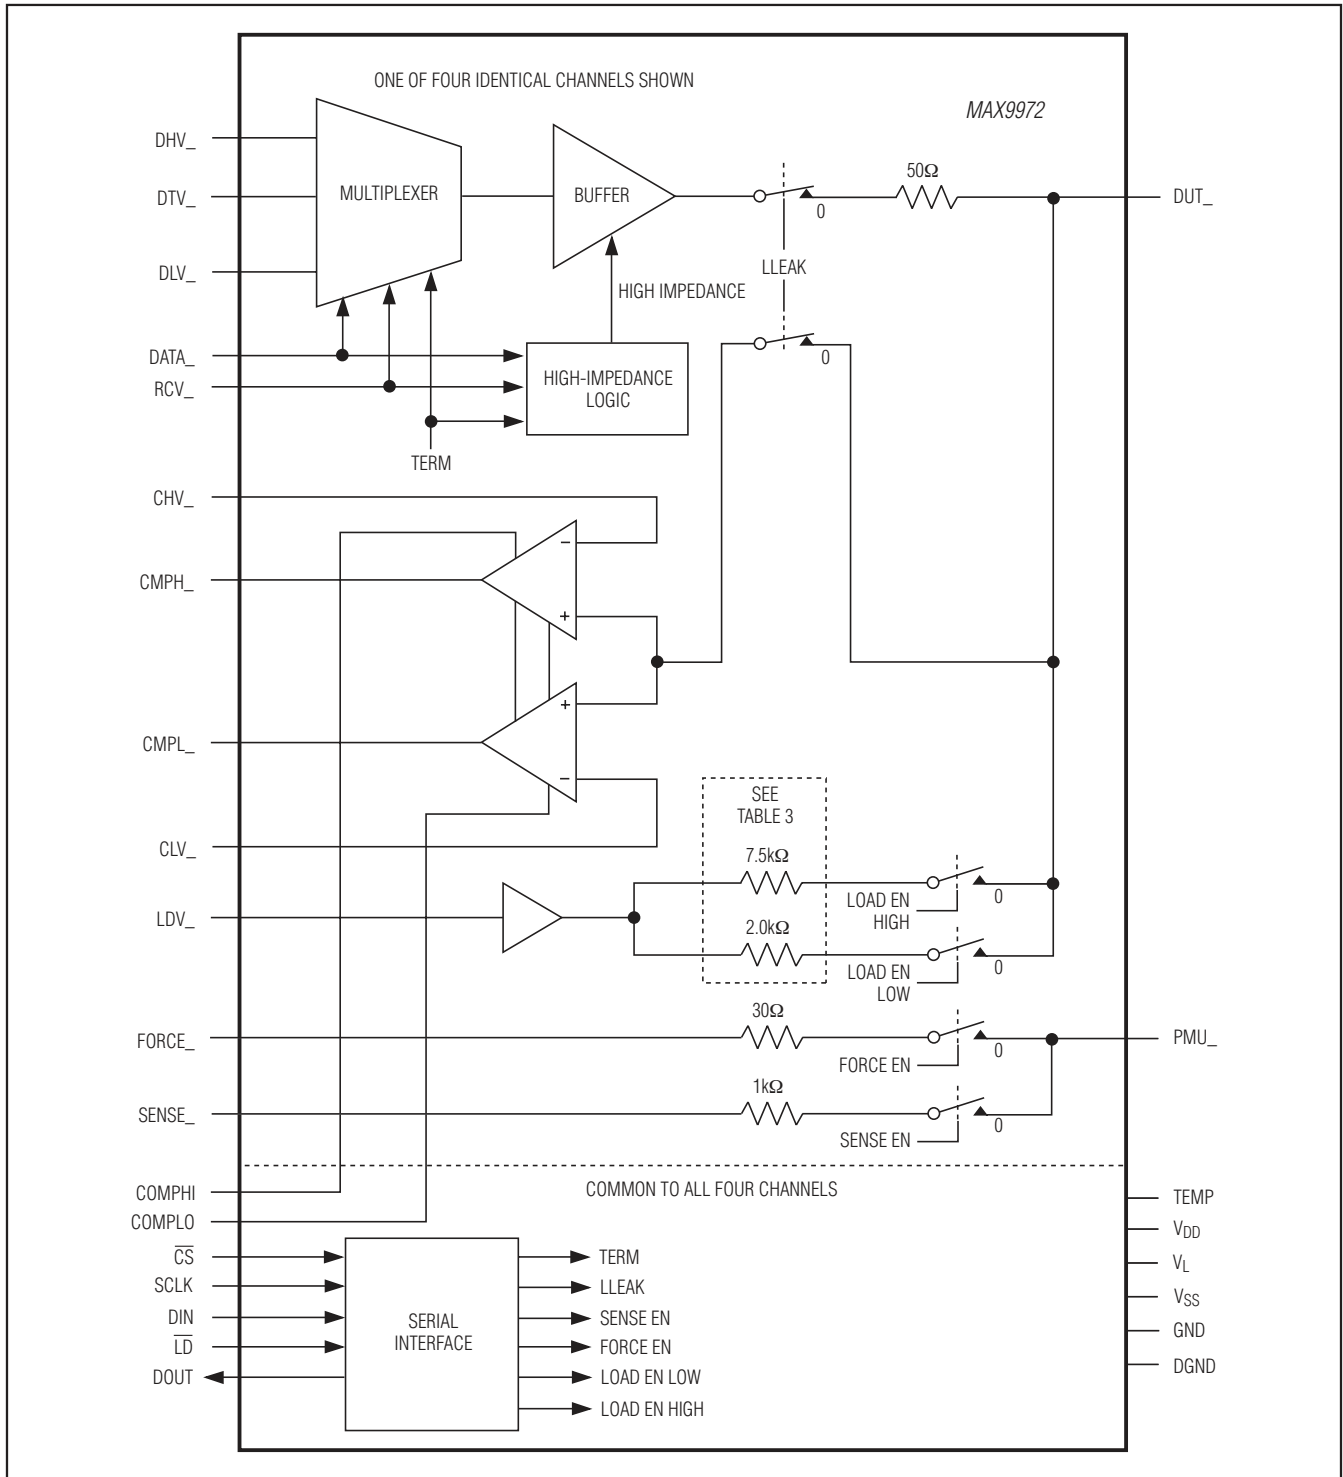 ONE OF FOUR IDENTICAL CHANNELS SHOWN
MAX9972
DHV_
DTV_
DLV_
MULTIPLEXER
BUFFER
50Ω
DUT_
0
LLEAK
HIGH IMPEDANCE
0
DATA_
RCV_
HIGH-IMPEDANCE
LOGIC
TERM
CHV_
−
CMPH_
+
+
CMPL_
−
CLV_
SEE
TABLE 3
7.5kΩ
LOAD EN
HIGH
0
LDV_
2.0kΩ
LOAD EN
LOW
0
30Ω
FORCE_
FORCE EN
0
PMU_
1kΩ
SENSE_
SENSE EN
0
COMMON TO ALL FOUR CHANNELS
COMPHI
COMPLO
CS
SCLK
DIN
LD
DOUT
SERIAL
INTERFACE
TERM
LLEAK
SENSE EN
FORCE EN
LOAD EN LOW
LOAD EN HIGH
TEMP
VDD
VL
VSS
GND
DGND